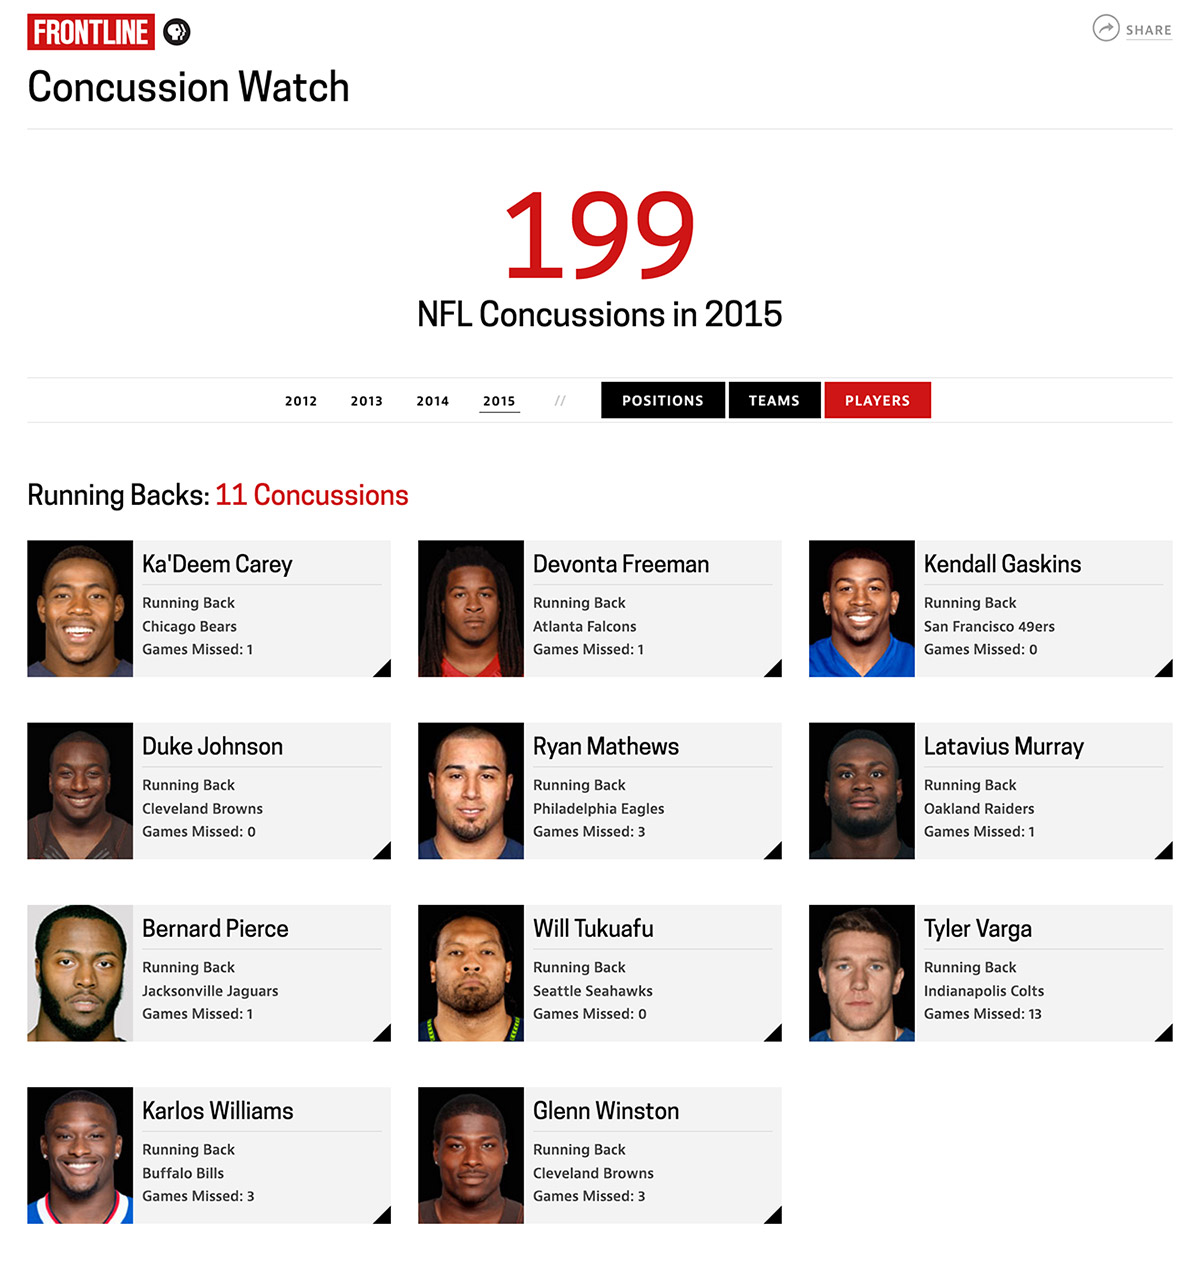 FRONTLINE
SHARE
Concussion Watch
199
NFL Concussions in 2015
2012 2013 2014 2015 // POSITIONS TEAMS PLAYERS
Running Backs: 11 Concussions
Ka'Deem Carey
Running Back
Chicago Bears
Games Missed: 1
Devonta Freeman
Running Back
Atlanta Falcons
Games Missed: 1
Kendall Gaskins
Running Back
San Francisco 49ers
Games Missed: 0
Duke Johnson
Running Back
Cleveland Browns
Games Missed: 0
Ryan Mathews
Running Back
Philadelphia Eagles
Games Missed: 3
Latavius Murray
Running Back
Oakland Raiders
Games Missed: 1
Bernard Pierce
Running Back
Jacksonville Jaguars
Games Missed: 1
Will Tukuafu
Running Back
Seattle Seahawks
Games Missed: 0
Tyler Varga
Running Back
Indianapolis Colts
Games Missed: 13
Karlos Williams
Running Back
Buffalo Bills
Games Missed: 3
Glenn Winston
Running Back
Cleveland Browns
Games Missed: 3